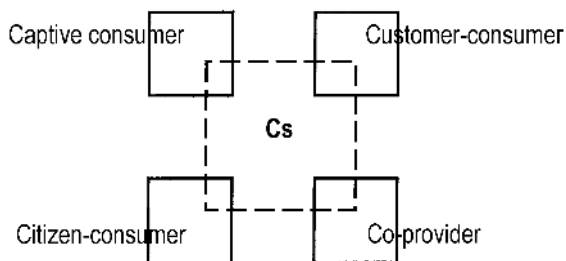 Captive consumer
Customer-consumer
Cs
Citizen-consumer
Co-provider